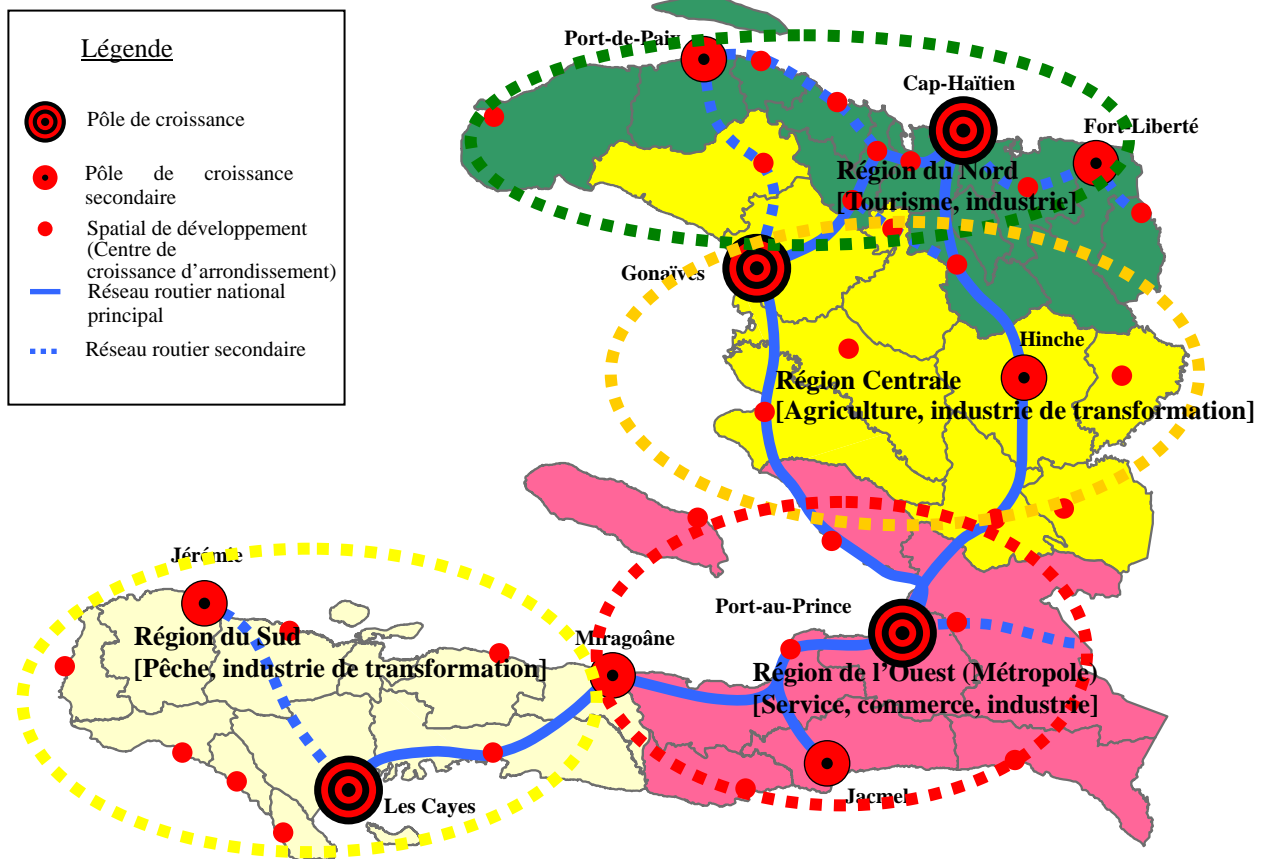 Légende
Pôle de croissance
Pôle de croissance
secondaire
Spatial de développement
(Centre de
croissance d'arrondissement)
Réseau routier national
principal
Réseau routier secondaire
Port-de-Paix
Cap-Haïtien
Fort-Liberté
Région du Nord
[Tourisme, industrie]
Gonaïves
Hinche
Région Centrale
[Agriculture, industrie de transformation]
Jérémie
Port-au-Prince
Région du Sud
[Pêche, industrie de transformation]
Miragoâne
Région de l'Ouest (Métropole)
[Service, commerce, industrie]
Les Cayes
Jacmel